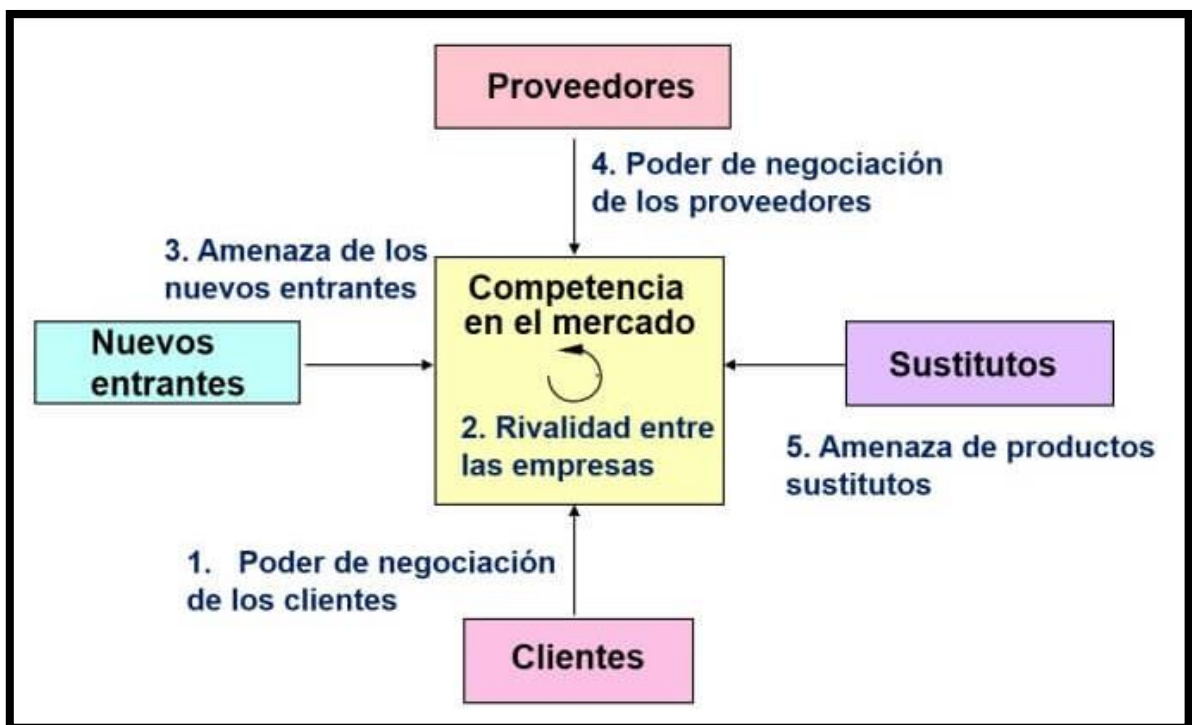 Proveedores
4. Poder de negociación
de los proveedores
3. Amenaza de los
nuevos entrantes
Nuevos
entrantes
Competencia
en el mercado
2. Rivalidad entre
las empresas
Sustitutos
5. Amenaza de productos
sustitutos
1. Poder de negociación
de los clientes
Clientes